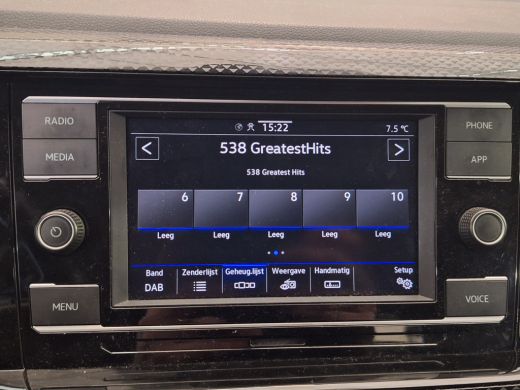 RADIO
MEDIA
MENU
15:22
7.5 ℃
<
538 GreatestHits
>
538 Greatest Hits
6 7 8 9 10
Leeg Leeg Leeg Leeg Leeg
Band Zenderlijst Geheug.lijst Weergave Handmatig Setup
DAB
PHONE
APP
VOICE